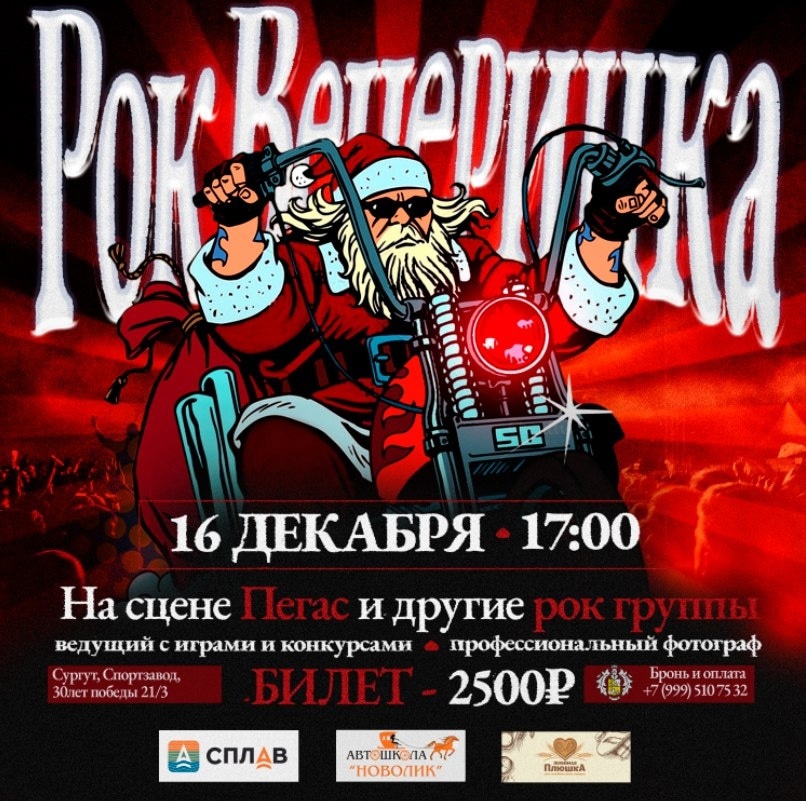 Рок Вечеринка
SC
16 ДЕКАБРЯ 17:00
На сцене Пегас и другие рок группы
ведущий с играми и конкурсами профессиональный фотограф
Сургут, Спортзавод,
30лет победы 21/3
БИЛЕТ - 2500₽
Бронь и оплата
+7 (999) 510 75 32
СПЛАВ
АВТОШКОЛА
"НОВОЛИК"
ПлюшкА